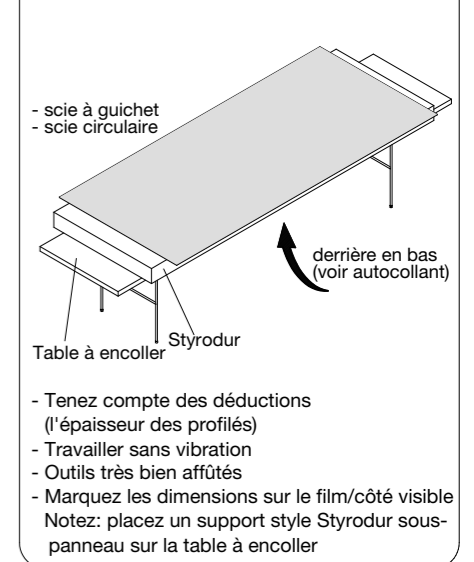 - scie à guichet
- scie circulaire
derrière en bas
(voir autocollant)
Styrodur
Table à encoller
- Tenez compte des déductions
(l'épaisseur des profilés)
- Travailler sans vibration
- Outils très bien affûtés
- Marquez les dimensions sur le film/côté visible
Notez: placez un support style Styrodur sous-
panneau sur la table à encoller